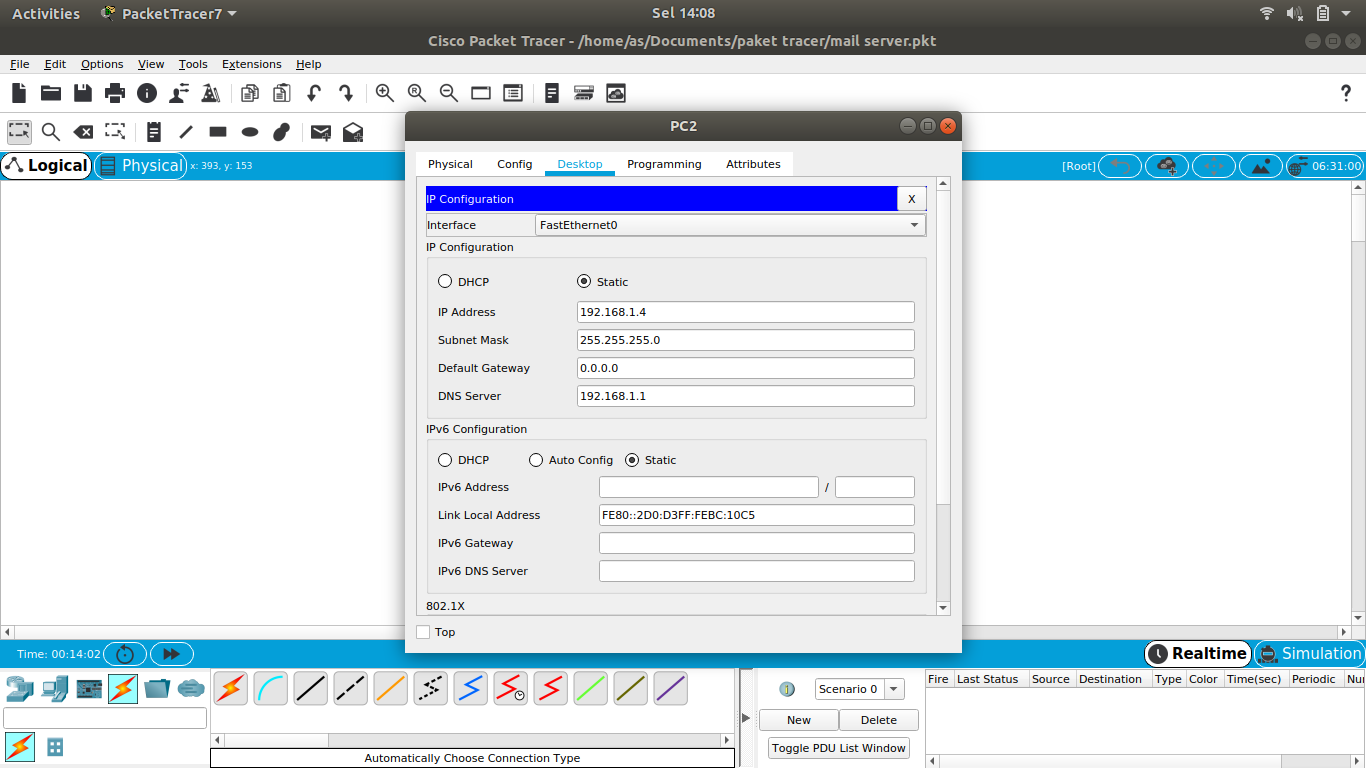 Activities PacketTracer7 Sel 14:08
Cisco Packet Tracer - /home/as/Documents/paket tracer/mail server.pkt
File Edit Options View Tools Extensions Help
?
PC2
Logical Physical x: 393, y: 153 [Root] 06:31:00
Physical Config Desktop Programming Attributes
IP Configuration X
Interface FastEthernet0
IP Configuration
DHCP Static
IP Address 192.168.1.4
Subnet Mask 255.255.255.0
Default Gateway 0.0.0.0
DNS Server 192.168.1.1
IPv6 Configuration
DHCP Auto Config Static
IPv6 Address /
Link Local Address FE80::2D0:D3FF:FEBC:10C5
IPv6 Gateway
IPv6 DNS Server
802.1X
Top
Time: 00:14:02 Realtime Simulation
Scenario 0
New Delete
Toggle PDU List Window
Fire Last Status Source Destination Type Color Time(sec) Periodic Nu
Automatically Choose Connection Type